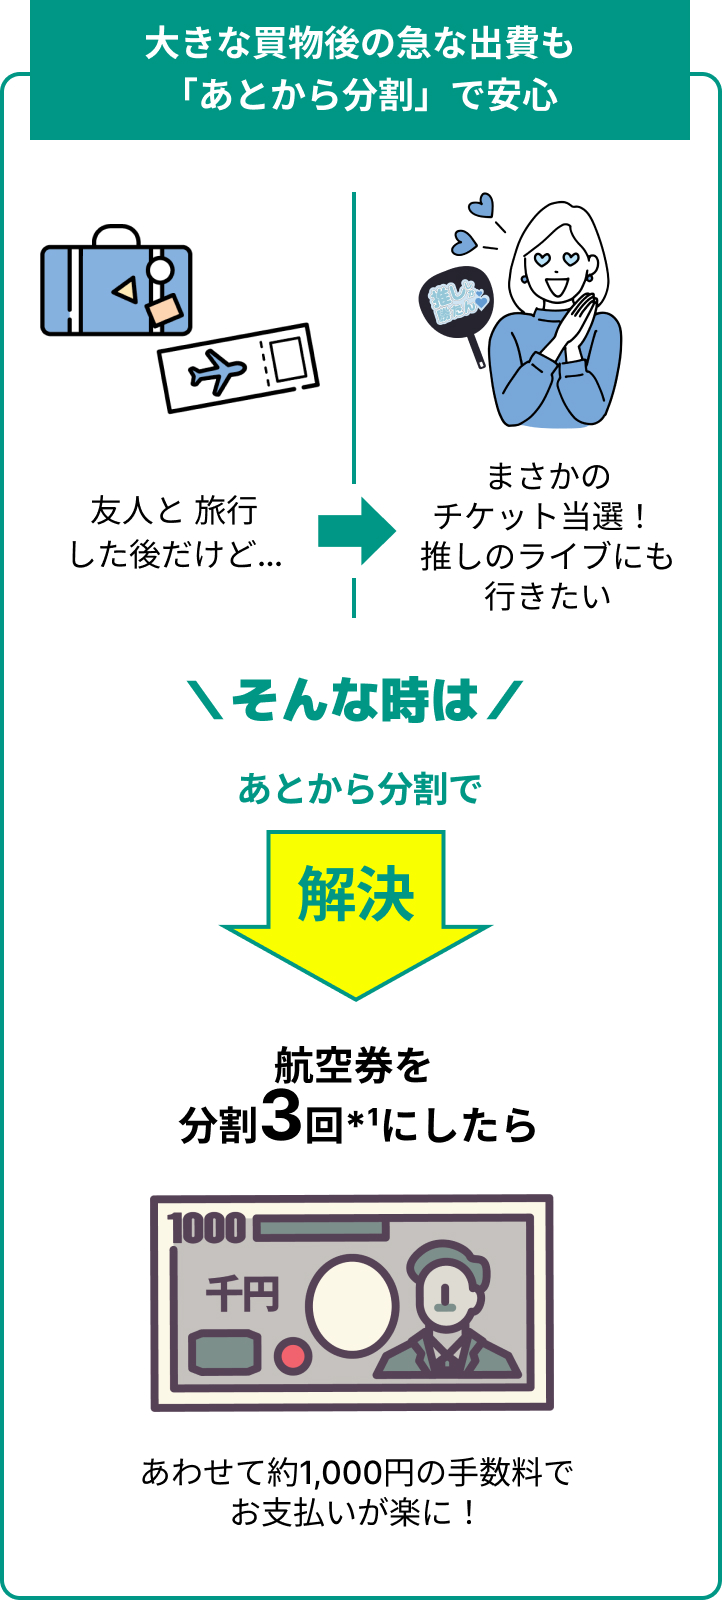 大きな買物後の急な出費も
「あとから分割」で安心
推しか
勝たん
友人と 旅行
した後だけど...
まさかの
チケット当選！
推しのライブにも
行きたい
＼そんな時は／
あとから分割で
解決
航空券を
分割3回*1にしたら
1000
千円
あわせて約1,000円の手数料で
お支払いが楽に！